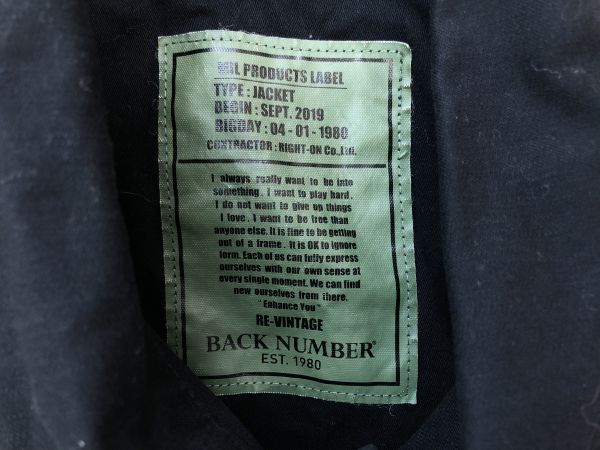 MIL PRODUCTS LABEL
TYPE : JACKET
BEGIN : SEPT. 2019
BIGDAY : 04 - 01 - 1980
CONTRACTOR : RIGHT-ON Co.,Ltd.
I always really want to be into
something . I want to play hard .
I do not want to give up things
I love . I want to be free than
anyone else. It is fine to be getting
out of a frame . It is OK to ignore
form. Each of us can fully express
ourselves with our own sense at
every single moment. We can find
new ourselves from there.
" Enhance You "
RE-VINTAGE
BACK NUMBER®
EST. 1980